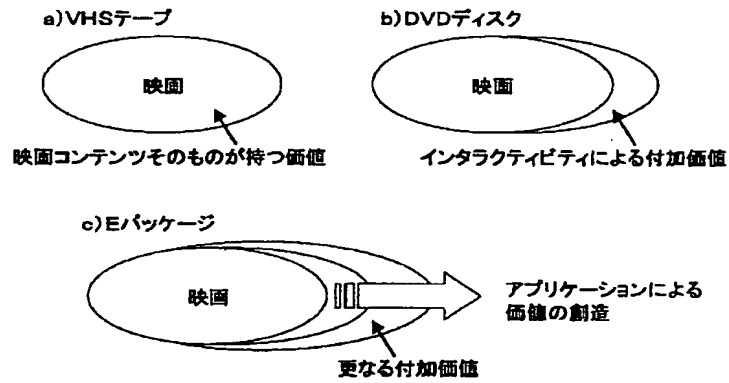 a)VHSテープ
b)DVDディスク
映画
映画
映画コンテンツそのものが持つ価値
インタラクティビティによる付加価値
c)Eパッケージ
映画
アプリケーションによる
価値の創造
更なる付加価値